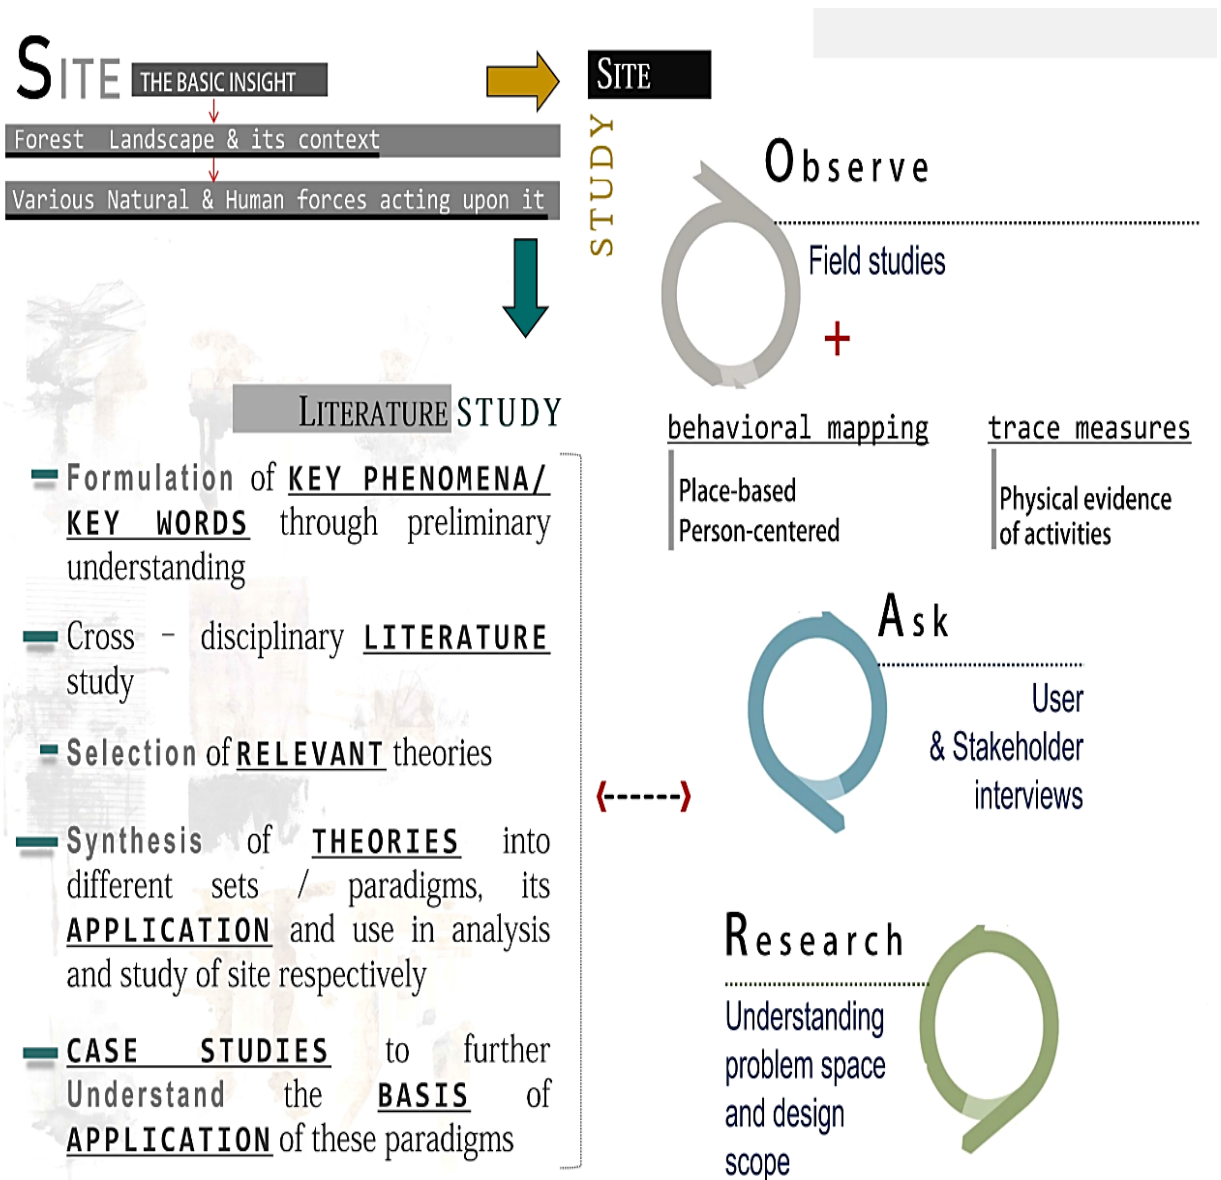 SITE THE BASIC INSIGHT
Forest Landscape & its context
Various Natural & Human forces acting upon it
LITERATURE STUDY
Formulation of KEY PHENOMENA/
KEY WORDS through preliminary
understanding
Cross – disciplinary LITERATURE
study
Selection of RELEVANT theories
Synthesis of THEORIES into
different sets / paradigms, its
APPLICATION and use in analysis
and study of site respectively
CASE STUDIES to further
Understand the BASIS of
APPLICATION of these paradigms
SITE
STUDY
Observe
Field studies
+
behavioral mapping
Place-based
Person-centered
trace measures
Physical evidence
of activities
Ask
User
& Stakeholder
interviews
Research
Understanding
problem space
and design
scope